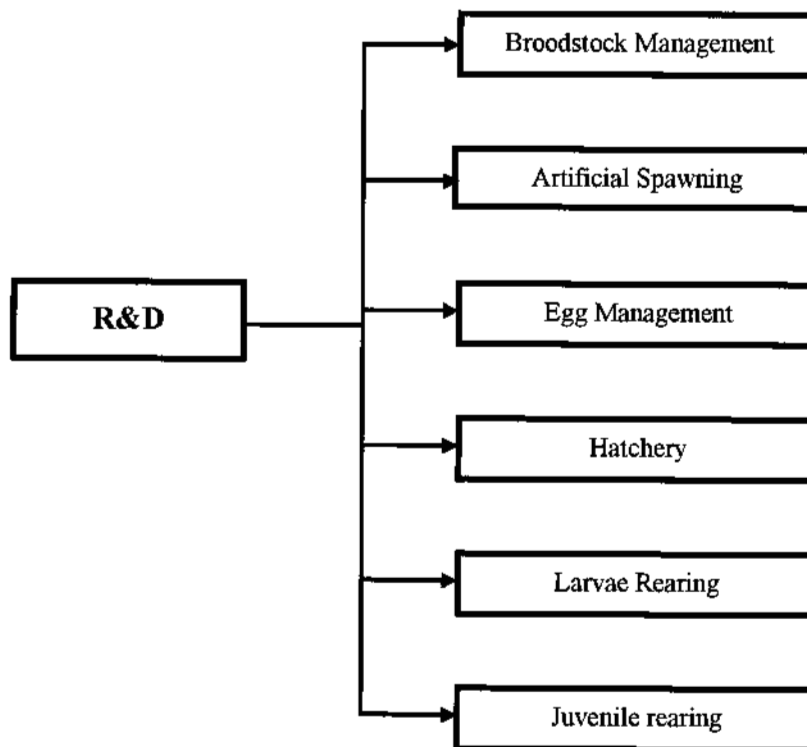 Broodstock Management
Artificial Spawning
R&D
Egg Management
Hatchery
Larvae Rearing
Juvenile rearing